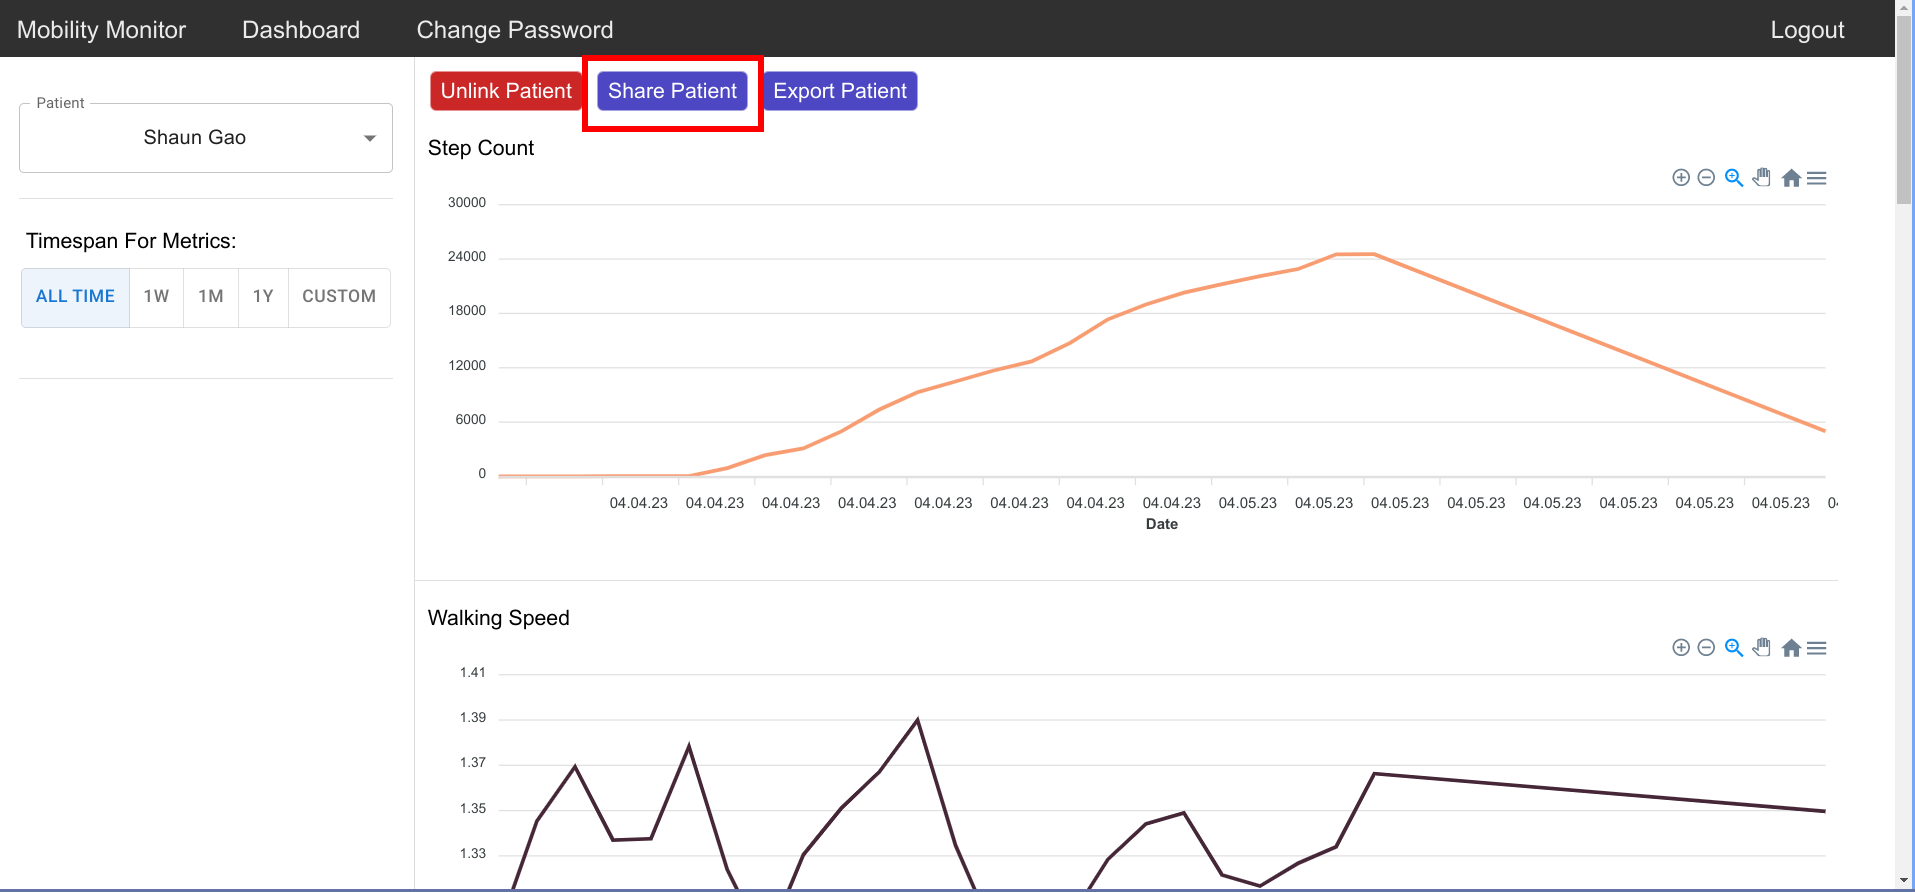 Mobility Monitor Dashboard Change Password Logout
Unlink Patient Share Patient Export Patient
Patient
Shaun Gao
Timespan For Metrics:
ALL TIME 1W 1M 1Y CUSTOM
Step Count
30000
24000
18000
12000
6000
0
04.04.23 04.04.23 04.04.23 04.04.23 04.04.23 04.04.23 04.04.23 04.04.23 04.05.23 04.05.23 04.05.23 04.05.23 04.05.23 04.05.23 04.05.23 04.05.23
Date
Walking Speed
1.41
1.39
1.37
1.35
1.33